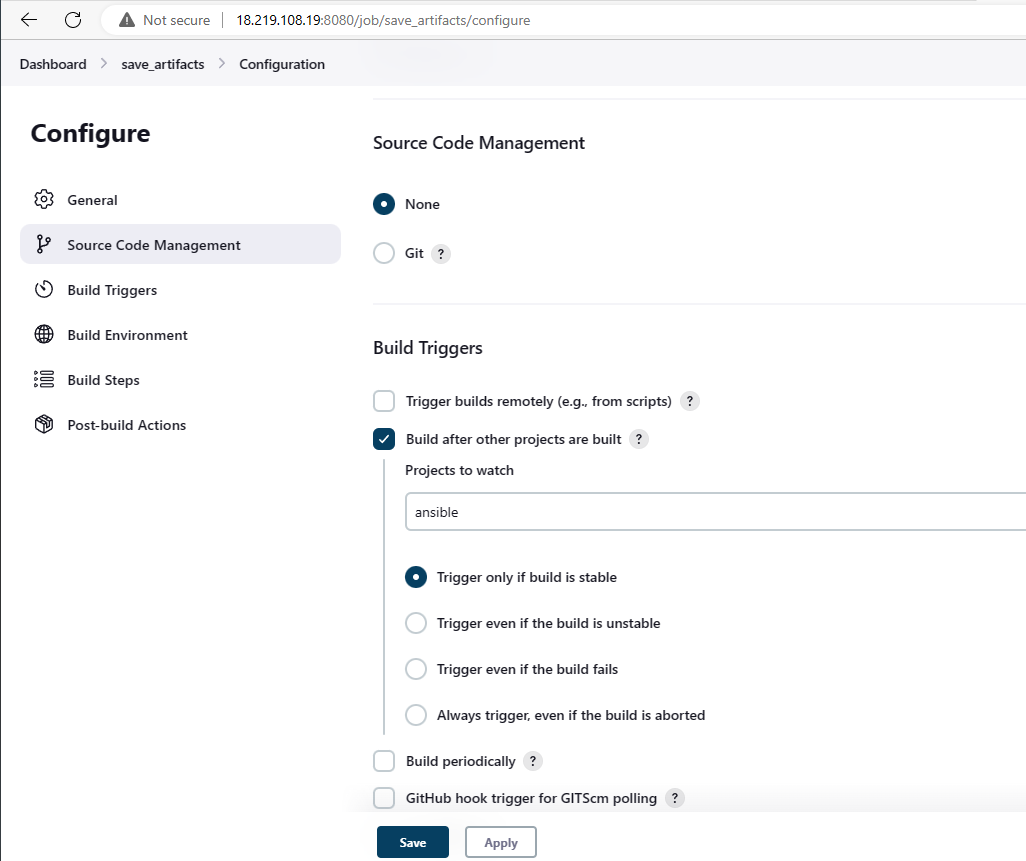 Not secure | 18.219.108.19:8080/job/save_artifacts/configure
Dashboard > save_artifacts > Configuration
Configure
General
Source Code Management
Build Triggers
Build Environment
Build Steps
Post-build Actions
Source Code Management
None
Git ?
Build Triggers
Trigger builds remotely (e.g., from scripts) ?
Build after other projects are built ?
Projects to watch
ansible
Trigger only if build is stable
Trigger even if the build is unstable
Trigger even if the build fails
Always trigger, even if the build is aborted
Build periodically ?
GitHub hook trigger for GITScm polling ?
Save
Apply